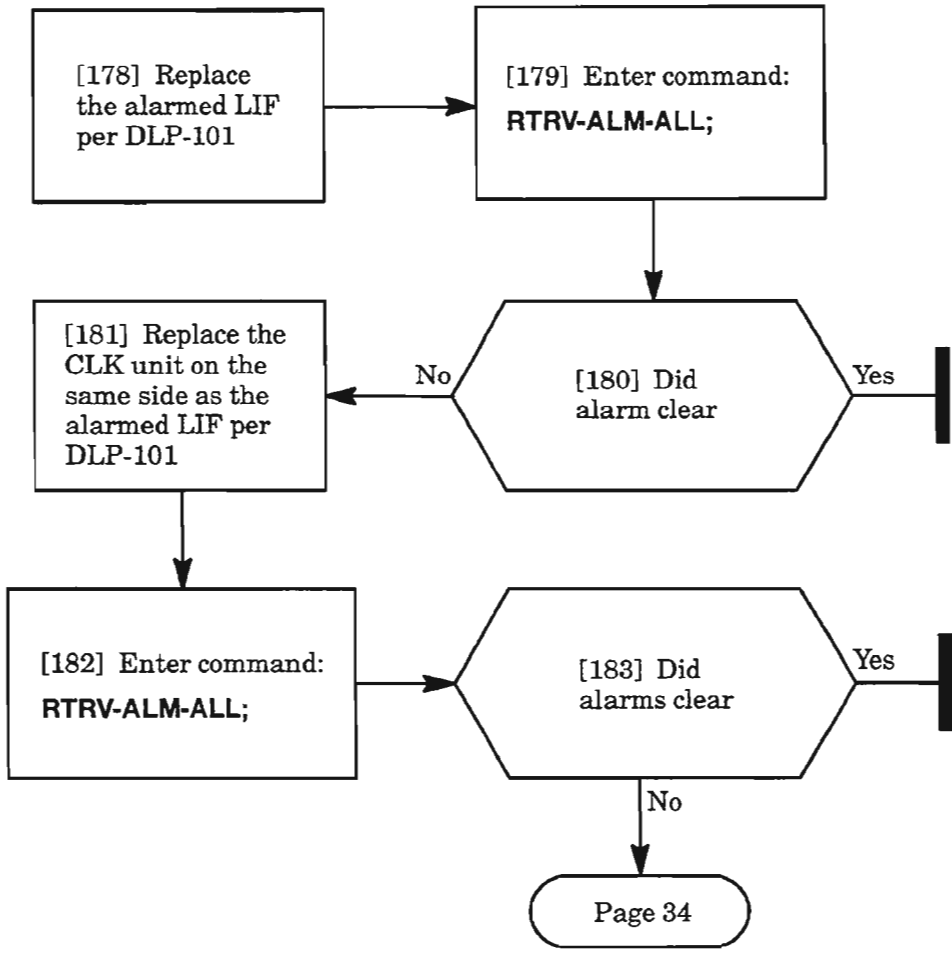 [178] Replace
the alarmed LIF
per DLP-101
[179] Enter command:
RTRV-ALM-ALL;
[180] Did
alarm clear
Yes
No
[181] Replace the
CLK unit on the
same side as the
alarmed LIF per
DLP-101
[182] Enter command:
RTRV-ALM-ALL;
[183] Did
alarms clear
Yes
No
Page 34